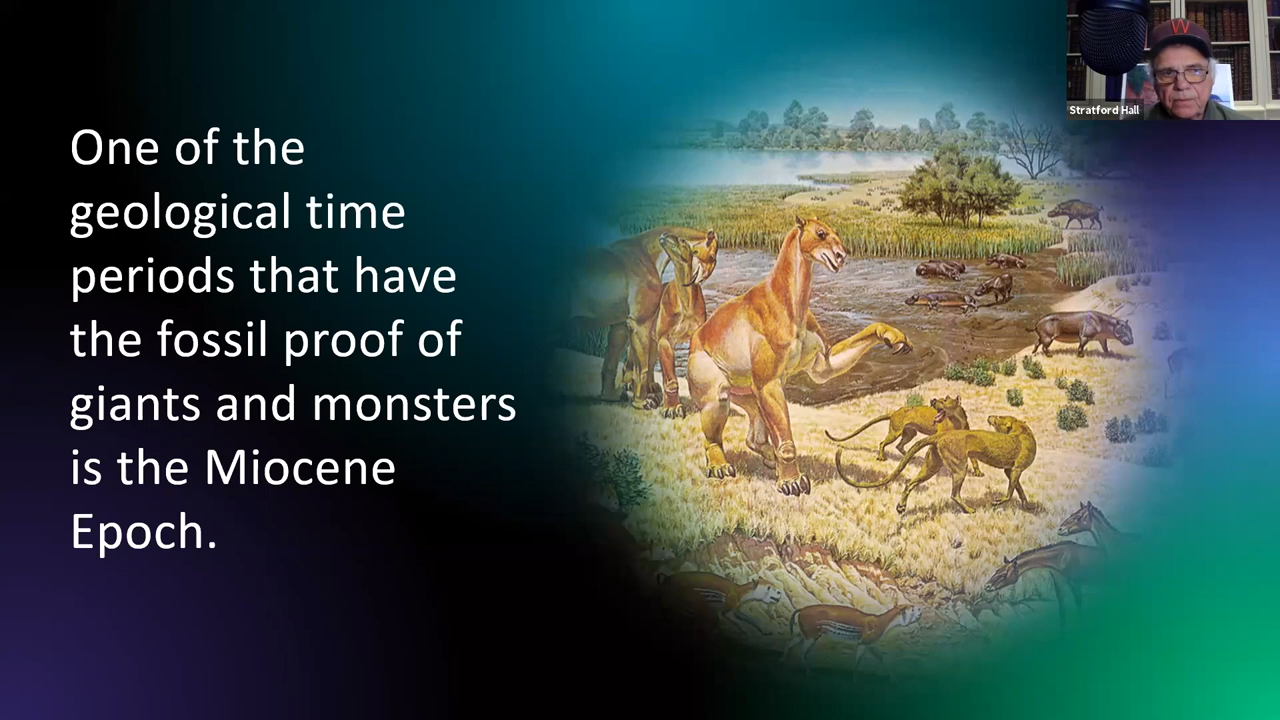 One of the
geological time
periods that have
the fossil proof of
giants and monsters
is the Miocene
Epoch.
W
Stratford Hall